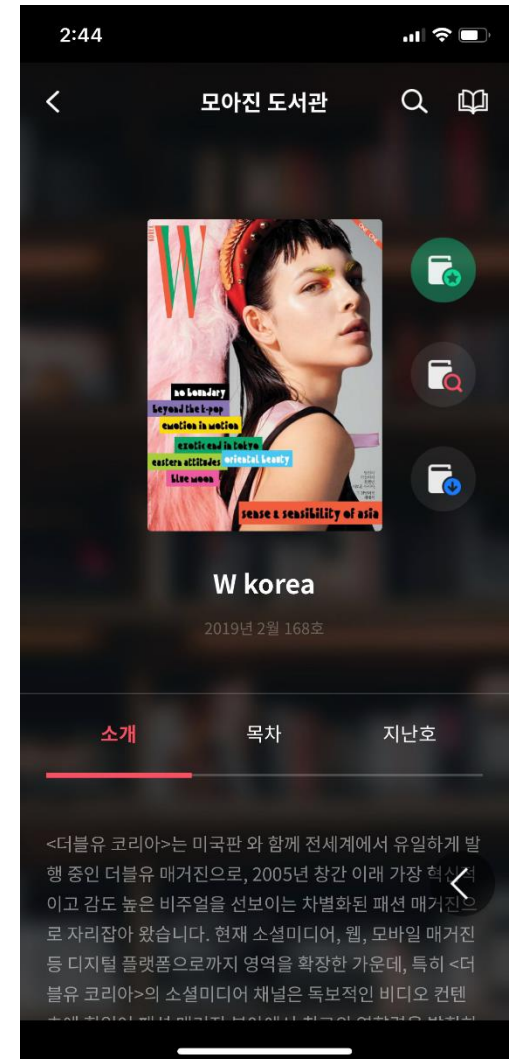 2:44
모아진 도서관
W
no boundary
beyond the k-pop
emotion in motion
exotic end in tokyo
eastern attitudes oriental beauty
blue moon
sense & sensibility of asia
W korea
2019년 2월 168호
소개 목차 지난호
<더블유 코리아>는 미국판 와 함께 전세계에서 유일하게 발
행 중인 더블유 매거진으로, 2005년 창간 이래 가장 혁신적
이고 감도 높은 비주얼을 선보이는 차별화된 패션 매거진으
로 자리잡아 왔습니다. 현재 소셜미디어, 웹, 모바일 매거진
등 디지털 플랫폼으로까지 영역을 확장한 가운데, 특히 <더
블유 코리아>의 소셜미디어 채널은 독보적인 비디오 컨텐